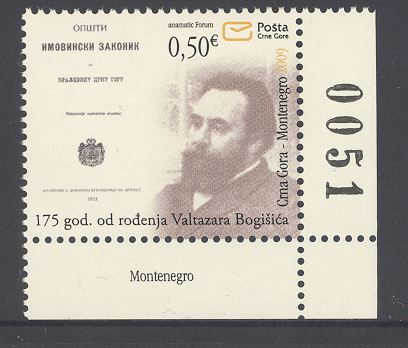 ОПШТИ
ИМОВИНСКИ ЗАКОНИК
ЗА
КЊАЖЕВИНУ ЦРНУ ГОРУ
anamatic Forum
0,50€
Pošta
Crne Gore
Crna Gora - Montenegro 2009
175 god. od rođenja Valtazara Bogišića
0051
Montenegro